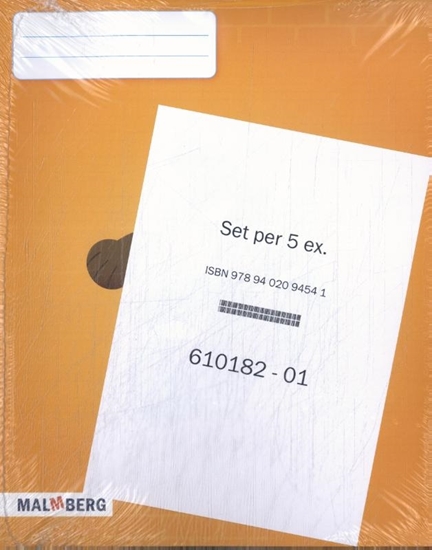 Set per 5 ex.
ISBN 978 94 020 9454 1
610182 - 01
MALMBERG